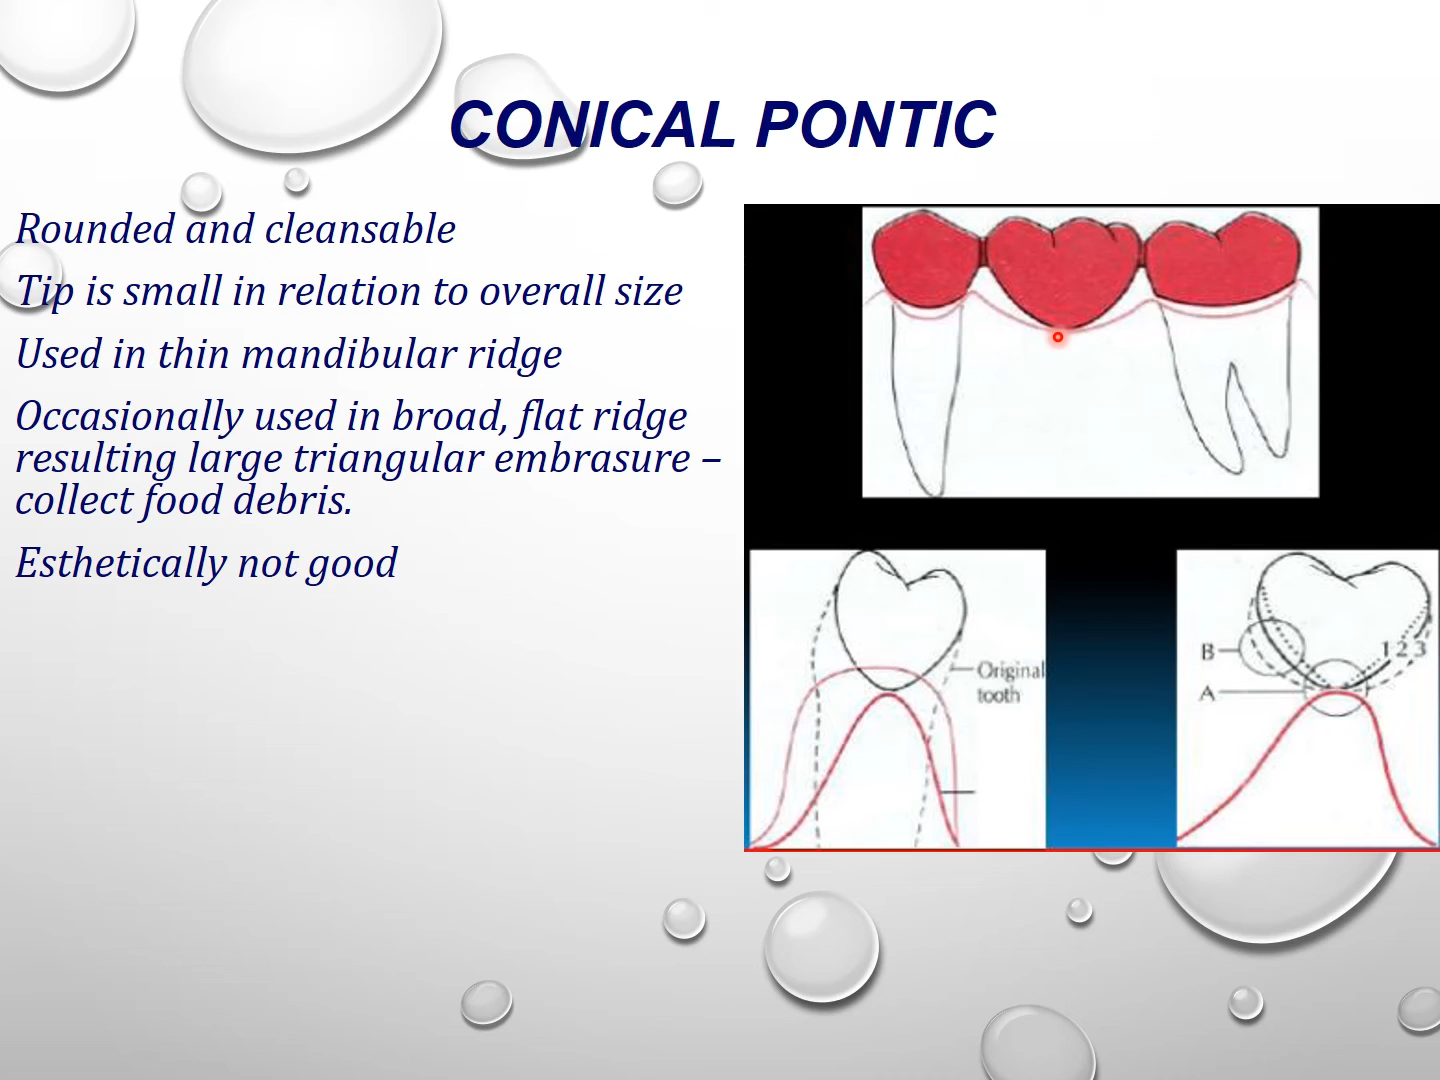 CONICAL PONTIC
Rounded and cleansable
Tip is small in relation to overall size
Used in thin mandibular ridge
Occasionally used in broad, flat ridge
resulting large triangular embrasure –
collect food debris.
Esthetically not good
Original
tooth
B
1 2 3
A